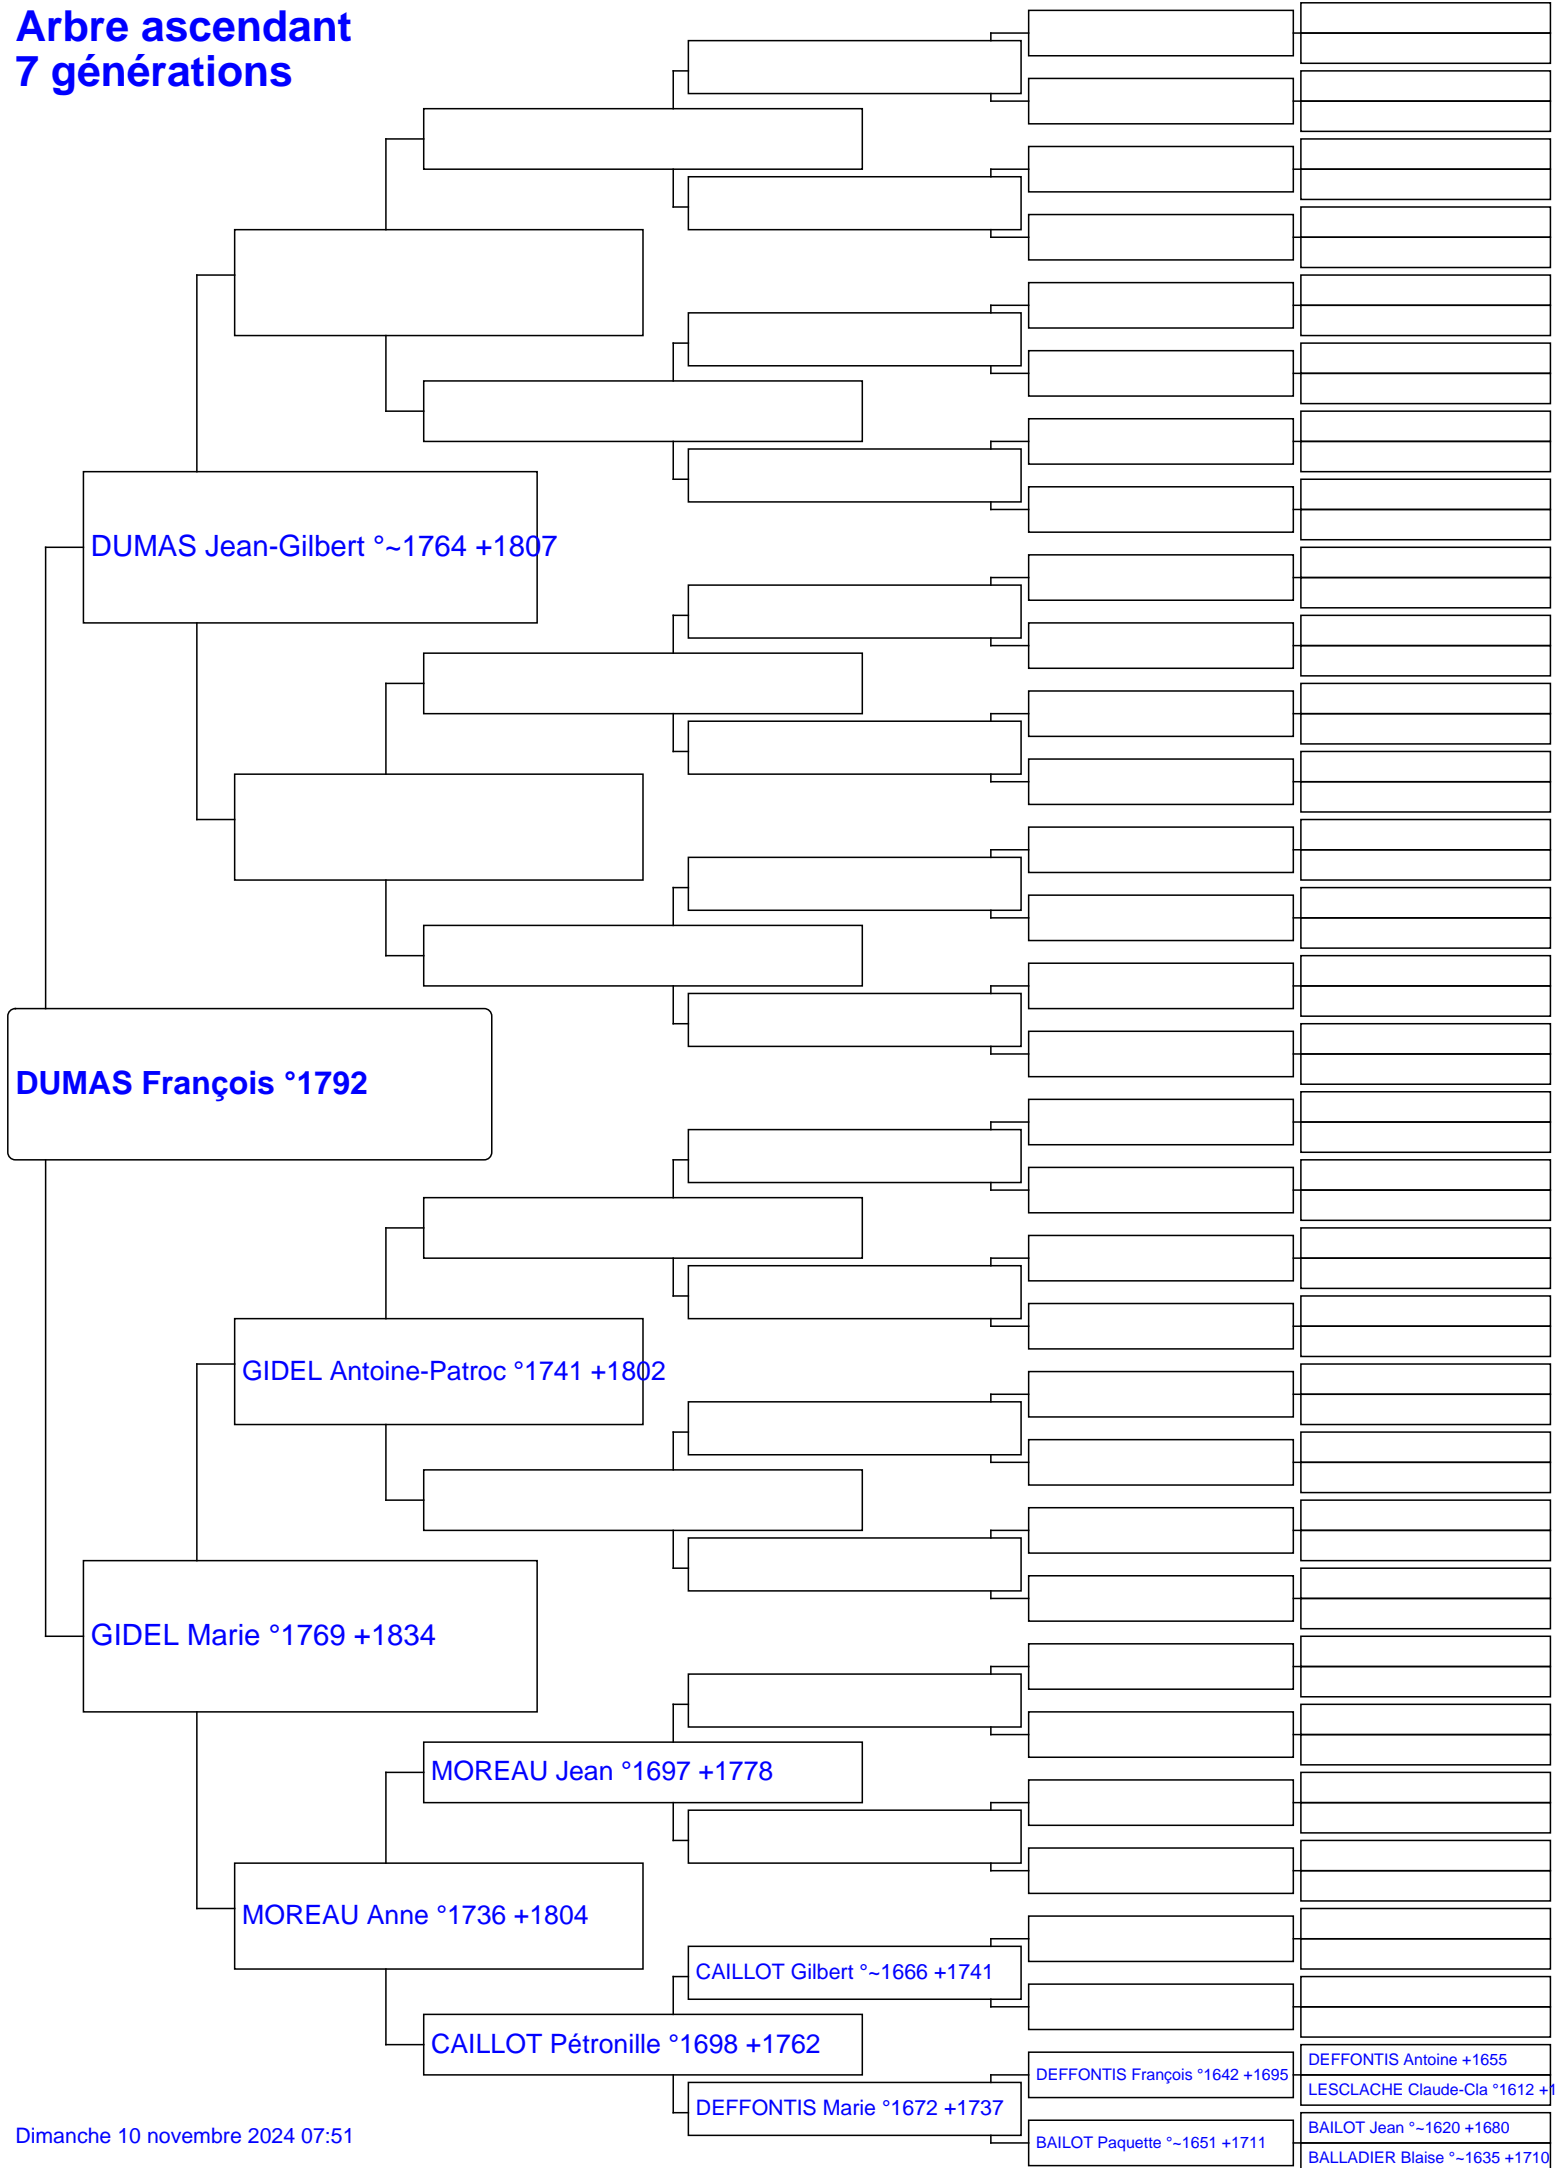 Arbre ascendant
7 générations
DUMAS Jean-Gilbert °~1764 +1807
DUMAS François °1792
GIDEL Antoine-Patroc °1741 +1802
GIDEL Marie °1769 +1834
MOREAU Jean °1697 +1778
MOREAU Anne °1736 +1804
CAILLOT Gilbert °~1666 +1741
CAILLOT Pétronille °1698 +1762
DEFFONTIS Antoine +1655
DEFFONTIS François °1642 +1695
LESCLACHE Claude-Cla °1612 +1
DEFFONTIS Marie °1672 +1737
BAILOT Jean °~1620 +1680
BAILOT Paquette °~1651 +1711
BALLADIER Blaise °~1635 +1710
Dimanche 10 novembre 2024 07:51